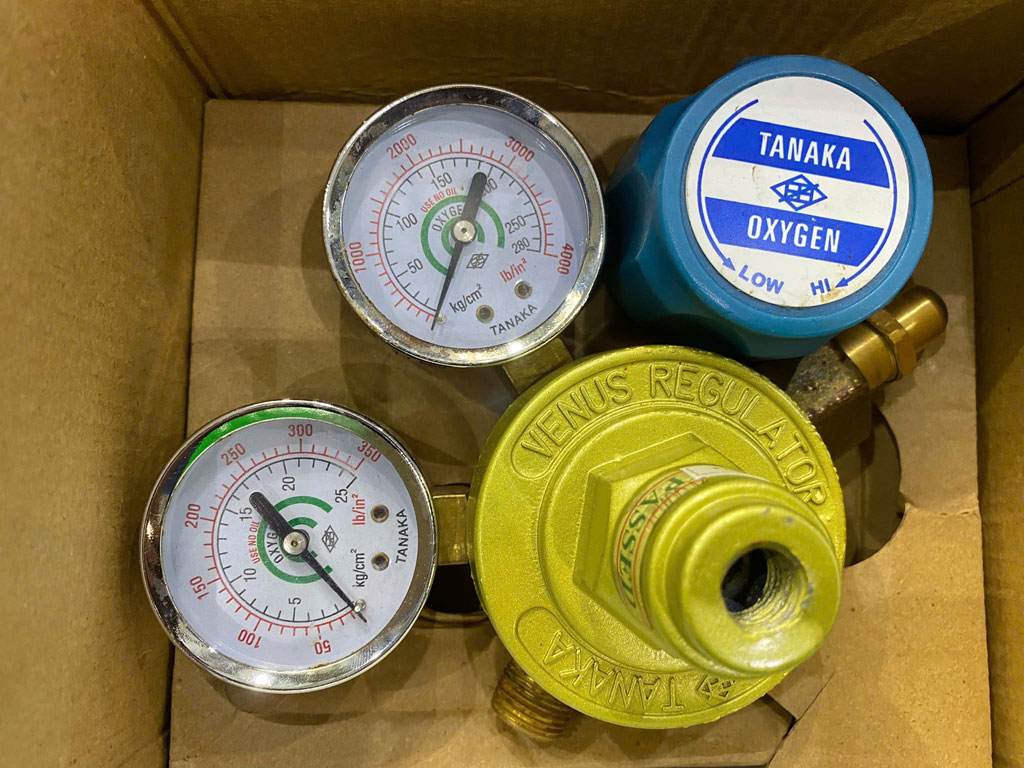 2000
3000
1000
4000
50
100
150
250
280
USE NO OIL
OXYGEN
lb/in²
kg/cm²
TANAKA
TANAKA
OXYGEN
LOW HI
VENUS REGULATOR
TANAKA
50
100
150
200
250
300
350
5
10
15
20
25
USE NO OIL
lb/in²
kg/cm²
TANAKA